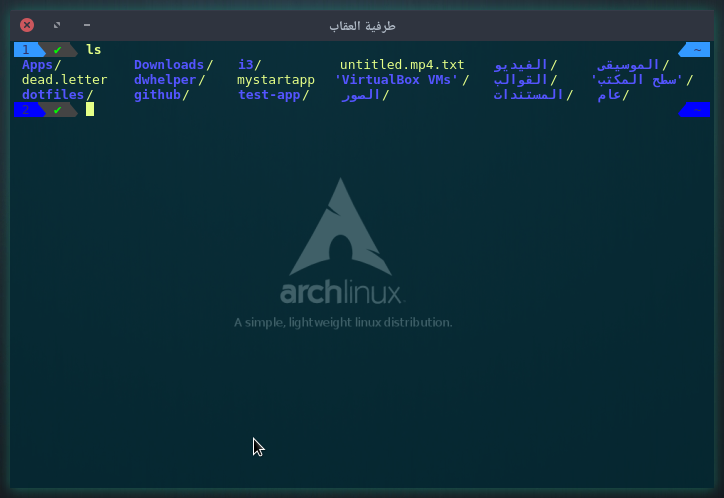 طرفية العقاب
1 ✔ ls ~
Apps/ Downloads/ i3/ untitled.mp4.txt الفيديو/ الموسيقى/
dead.letter dwhelper/ mystartapp 'VirtualBox VMs'/ القوالب/ 'سطح المكتب'/
dotfiles/ github/ test-app/ الصور/ المستندات/ عام/
2 ✔ ~
archlinux
A simple, lightweight linux distribution.